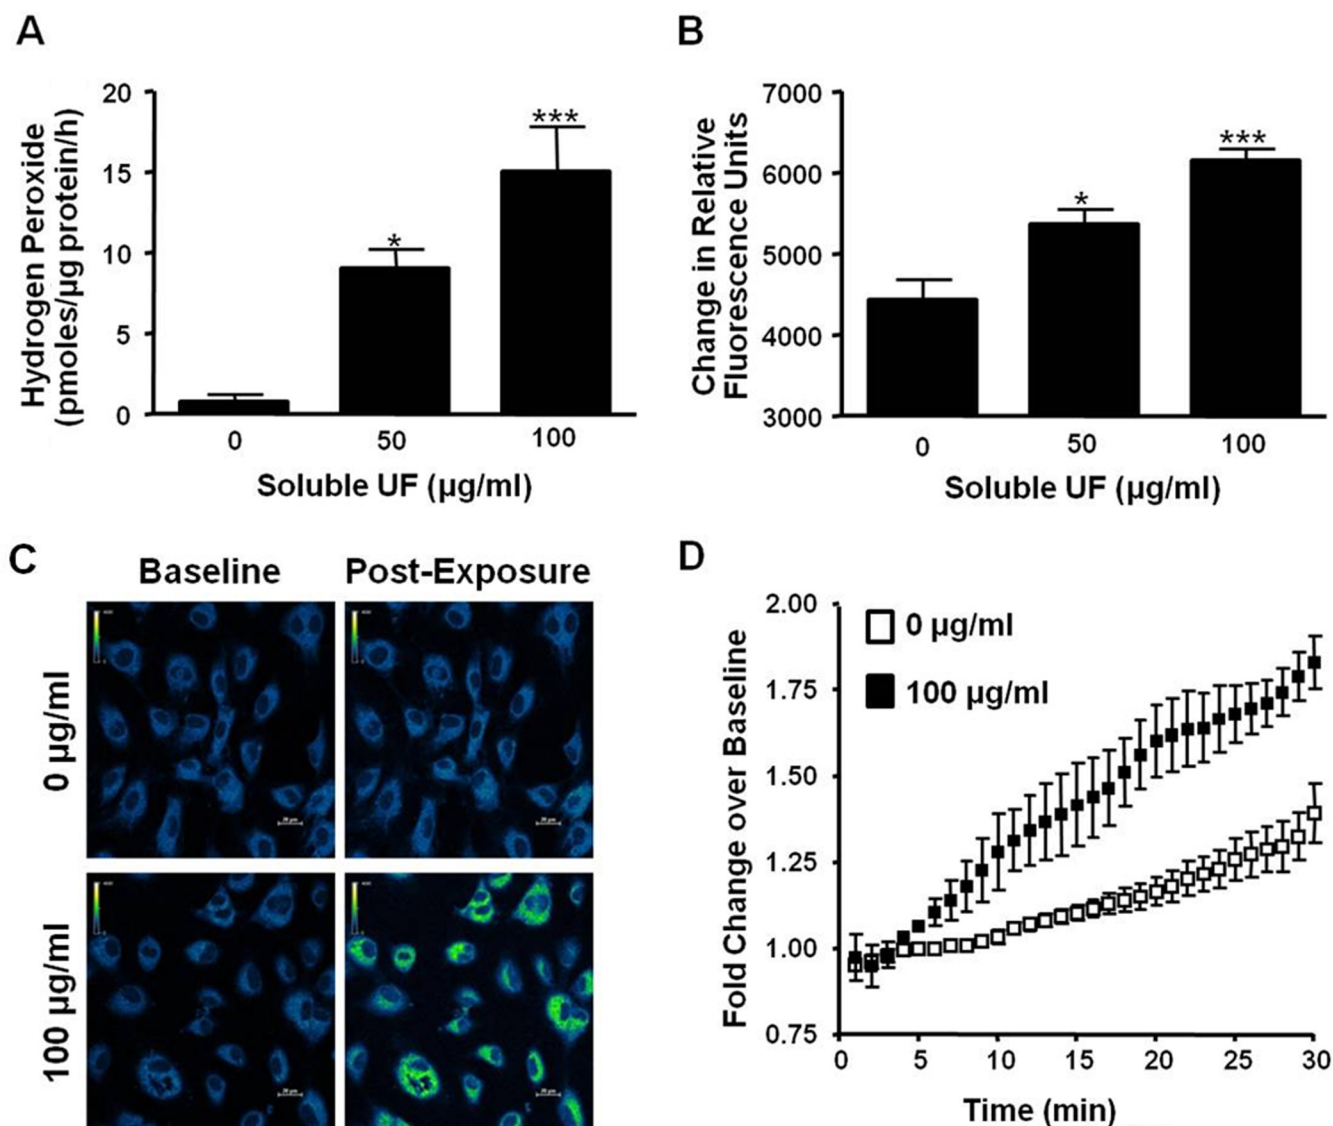 A
Hydrogen Peroxide
(pmoles/µg protein/h)
20
15
10
5
0
***
*
0 50 100
Soluble UF (µg/ml)
B
Change in Relative
Fluorescence Units
7000
6000
5000
4000
3000
***
*
0 50 100
Soluble UF (µg/ml)
C
Baseline Post-Exposure
0 µg/ml
100 µg/ml
D
Fold Change over Baseline
2.00
1.75
1.50
1.25
1.00
0.75
0 µg/ml
100 µg/ml
0 5 10 15 20 25 30
Time (min)